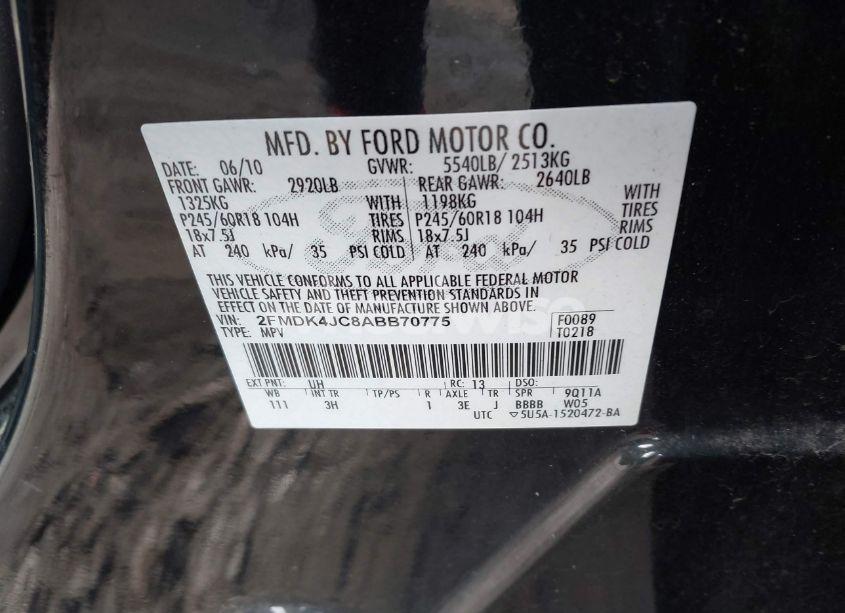 MFD. BY FORD MOTOR CO.
DATE: 06/10 GVWR: 5540LB/ 2513KG
FRONT GAWR: 2920LB REAR GAWR: 2640LB
1325KG WITH 1198KG WITH
P245/60R18 104H TIRES P245/60R18 104H TIRES
18x7.5J RIMS 18x7.5J RIMS
AT 240 kPa/ 35 PSI COLD AT 240 kPa/ 35 PSI COLD
THIS VEHICLE CONFORMS TO ALL APPLICABLE FEDERAL MOTOR
VEHICLE SAFETY AND THEFT PREVENTION STANDARDS IN
EFFECT ON THE DATE OF MANUFACTURE SHOWN ABOVE.
VIN: 2FMDK4JC8ABB70775 F0089
TYPE: MPV T0218
EXT PNT: UH RC: 13 DSO:
WB INT TR TP/PS R AXLE TR SPR 9Q11A
111 3H 1 3E J BBBB W05
UTC ▽5U5A-1520472-BA